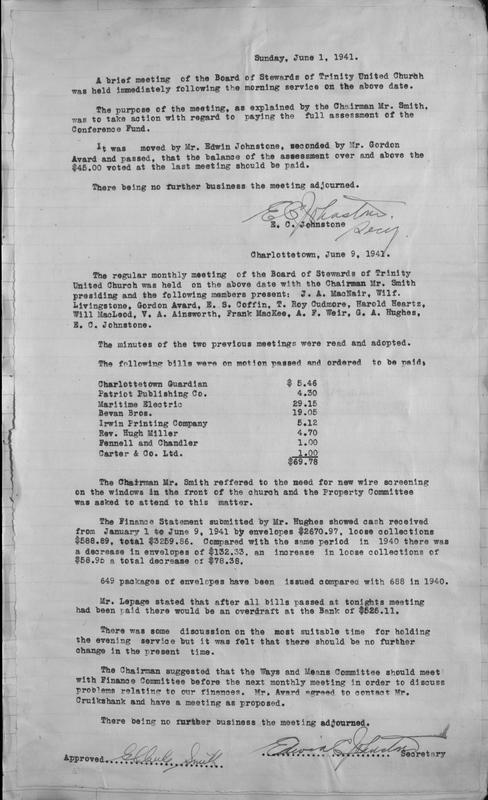 Sunday, June 1, 1941.
A brief meeting of the Board of Stewards of Trinity United Church
was held immediately following the morning service on the above date.
The purpose of the meeting, as explained by the Chairman Mr. Smith,
was to take action with regard to paying the full assessment of the
Conference Fund.
It was moved by Mr. Edwin Johnstone, seconded by Mr. Gordon
Avard and passed, that the balance of the assessment over and above the
$45.00 voted at the last meeting should be paid.
There being no further business the meeting adjourned.
E C Johnstone.
E. C. Johnstone
Secy.
Charlottetown, June 9, 1941.
The regular monthly meeting of the Board of Stewards of Trinity
United Church was held on the above date with the Chairman Mr. Smith
presiding and the following members present: J. A. MacNair, Wilf.
Livingstone, Gordon Avard, E. S. Coffin, T. Roy Cudmore, Harold Heartz,
Will MacLeod, V. A. Ainsworth, Frank MacKee, A. F. Weir, G. A. Hughes,
E. C. Johnstone.
The minutes of the two previous meetings were read and adopted.
The following bills were on motion passed and ordered to be paid;
Charlottetown Guardian $ 5.46
Patriot Publishing Co. 4.30
Maritime Electric 29.15
Bevan Bros. 19.05
Irwin Printing Company 5.12
Rev. Hugh Miller 4.70
Fennell and Chandler 1.00
Carter & Co. Ltd. 1.00
$69.78
The Chairman Mr. Smith reffered to the need for new wire screening
on the windows in the front of the church and the Property Committee
was asked to attend to this matter.
The Finance Statement submitted by Mr. Hughes showed cash received
from January 1 to June 9, 1941 by envelopes $2670.97, loose collections
$588.89, total $3259.86. Compared with the same period in 1940 there was
a decrease in envelopes of $132.33, an increase in loose collections of
$58.95 a total decrease of $78.38.
649 packages of envelopes have been issued compared with 688 in 1940.
Mr. Lepage stated that after all bills passed at tonights meeting
had been paid there would be an overdraft at the Bank of $525.11.
There was some discussion on the most suitable time for holding
the evening service but it was felt that there should be no further
change in the present time.
The Chairman suggested that the Ways and Means Committee should meet
with Finance Committee before the next monthly meeting in order to discuss
problems relating to our finances. Mr. Award agreed to contact Mr.
Cruikshank and have a meeting as proposed.
There being no further business the meeting adjourned.
Approved Smith Edwin C Johnstone Secretary